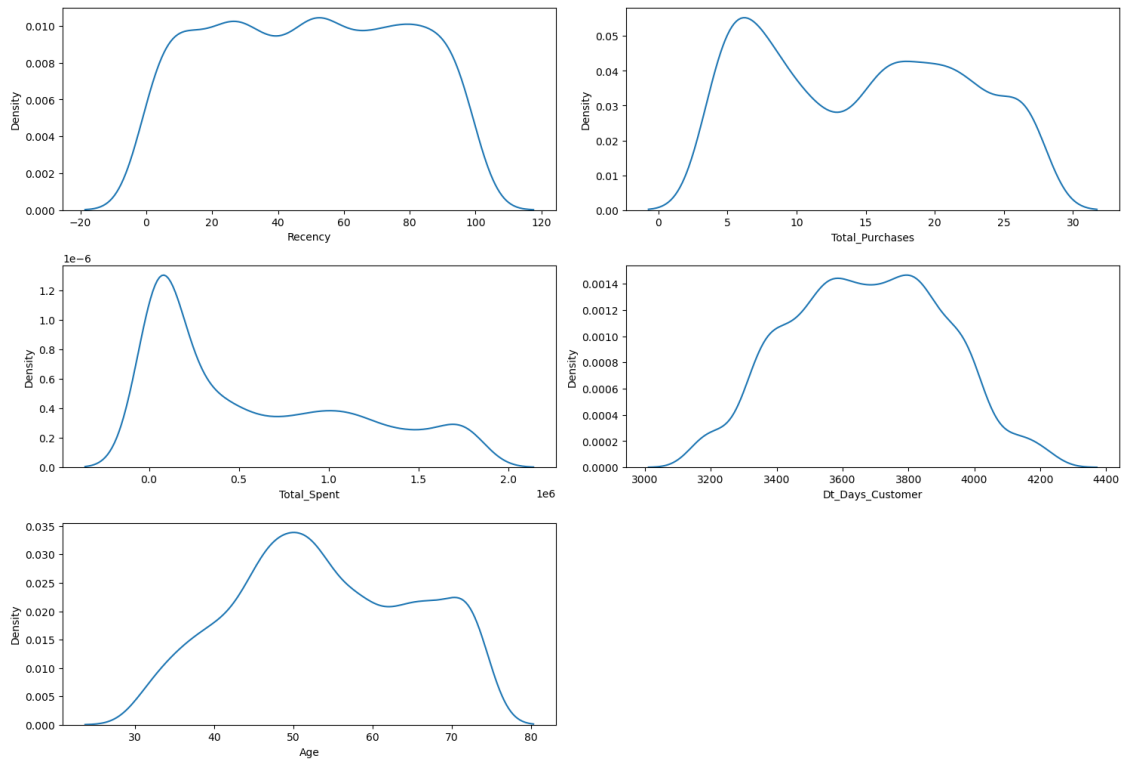 0.010
0.008
0.006
0.004
0.002
0.000
Density
−20 0 20 40 60 80 100 120
Recency
0.05
0.04
0.03
0.02
0.01
0.00
Density
0 5 10 15 20 25 30
Total_Purchases
1e−6
1.2
1.0
0.8
0.6
0.4
0.2
0.0
Density
0.0 0.5 1.0 1.5 2.0
Total_Spent
1e6
0.0014
0.0012
0.0010
0.0008
0.0006
0.0004
0.0002
0.0000
Density
3000 3200 3400 3600 3800 4000 4200 4400
Dt_Days_Customer
0.035
0.030
0.025
0.020
0.015
0.010
0.005
0.000
Density
30 40 50 60 70 80
Age